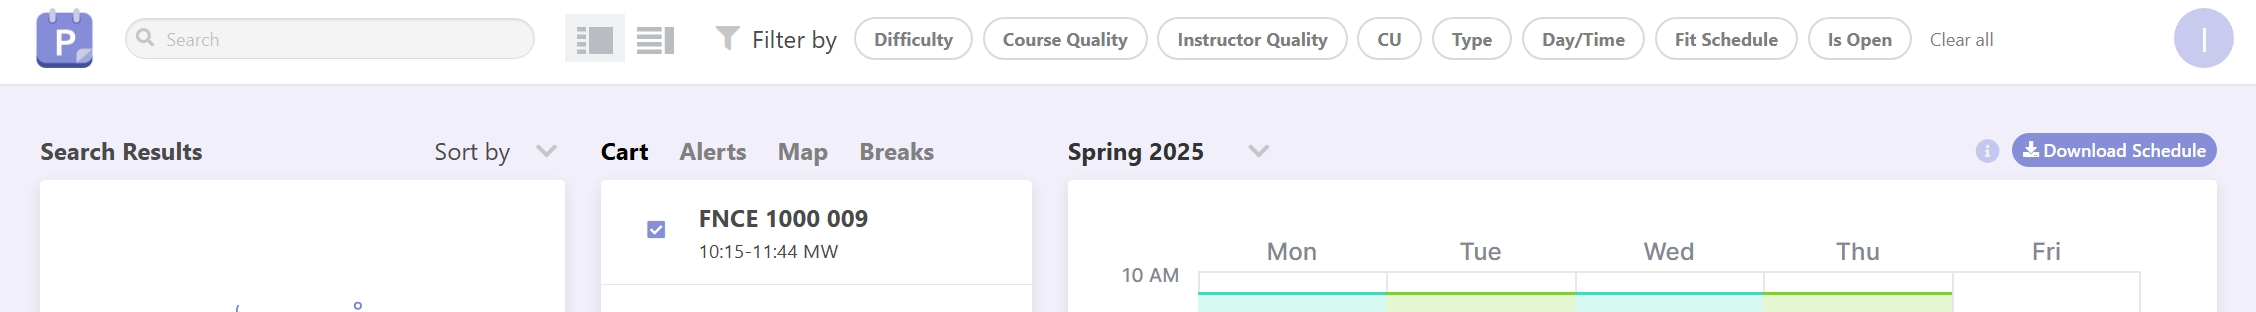 P
Search
Filter by
Difficulty
Course Quality
Instructor Quality
CU
Type
Day/Time
Fit Schedule
Is Open
Clear all
I
Search Results
Sort by
Cart
Alerts
Map
Breaks
Spring 2025
i
Download Schedule
FNCE 1000 009
10:15-11:44 MW
Mon
Tue
Wed
Thu
Fri
10 AM